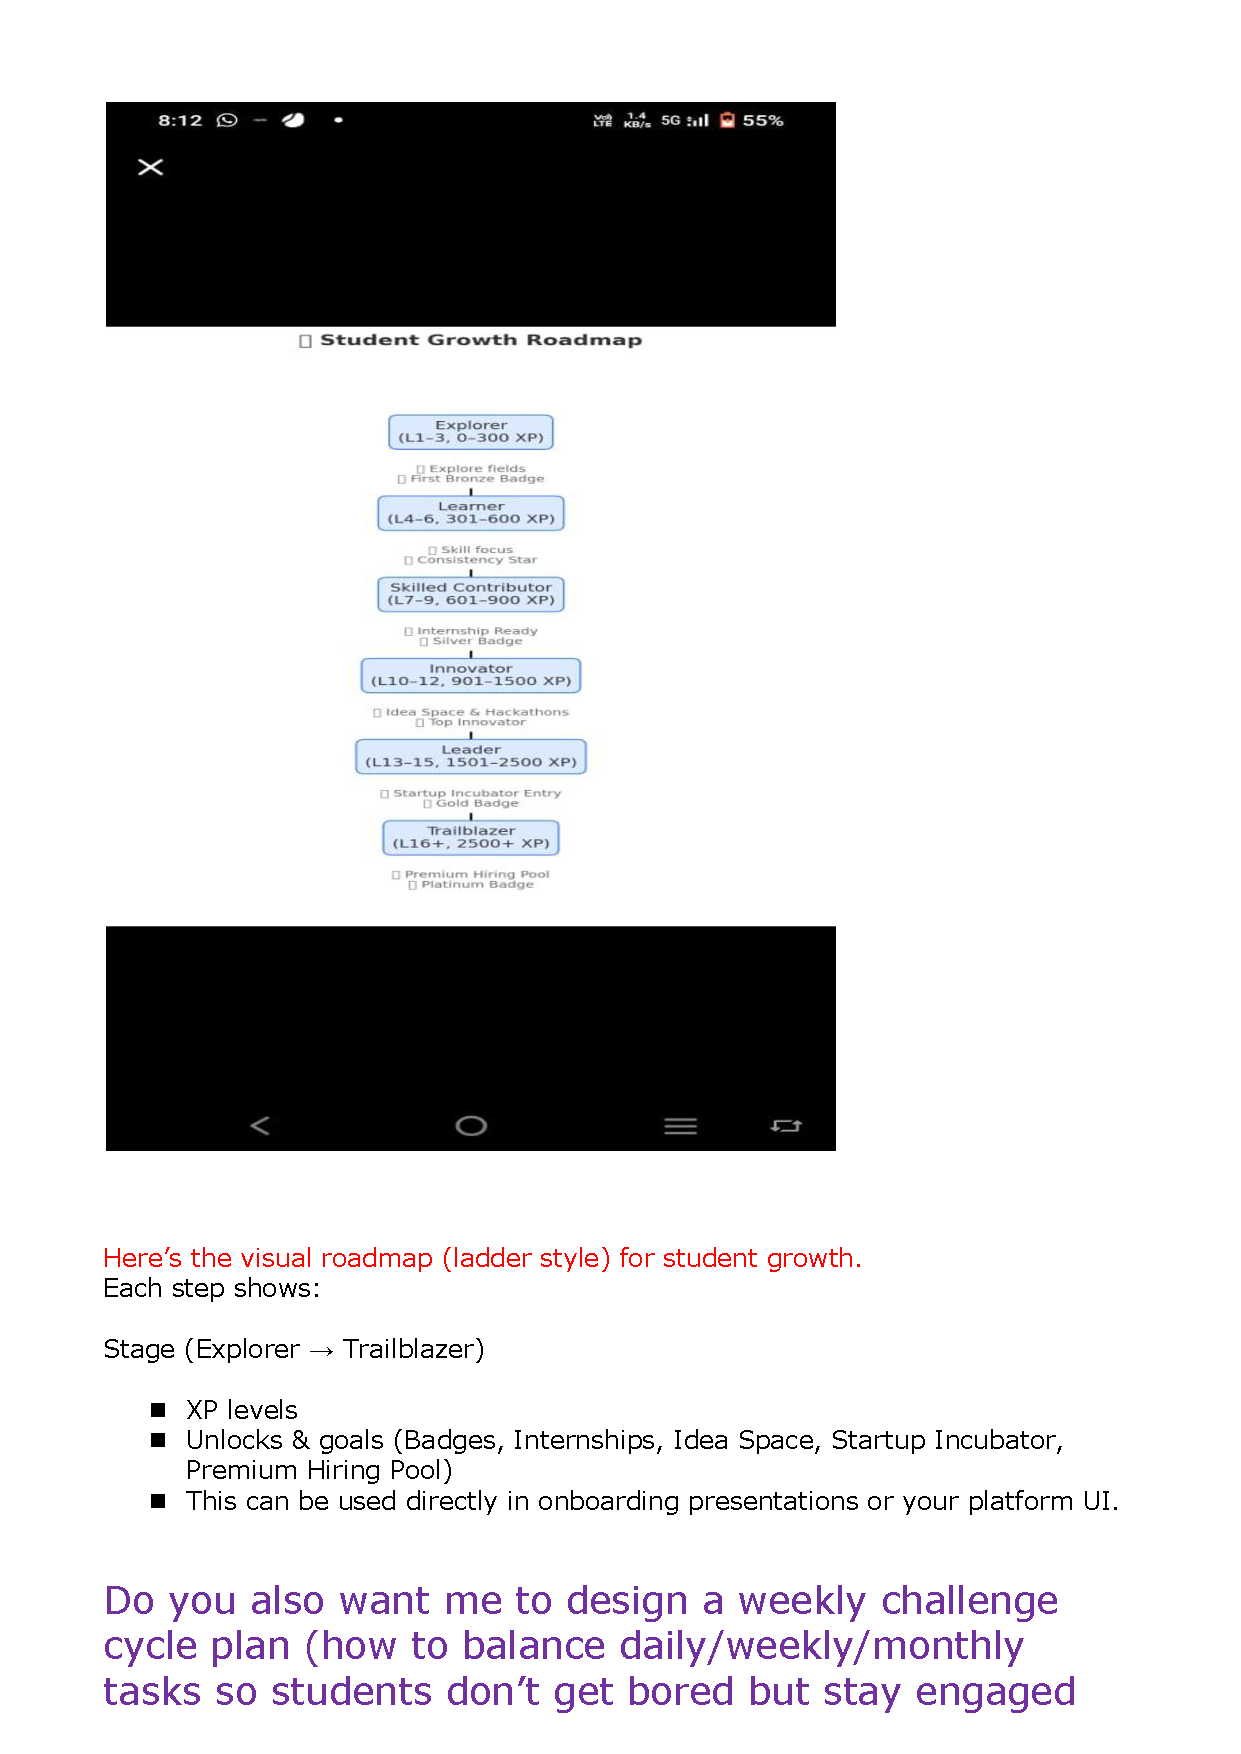 8:12
VoI) LTE 1.4 KB/s 5G 55%
Student Growth Roadmap
Explorer
(L1–3, 0–300 XP)
Explore fields
First Bronze Badge
Learner
(L4–6, 301–600 XP)
Skill focus
Consistency Star
Skilled Contributor
(L7–9, 601–900 XP)
Internship Ready
Silver Badge
Innovator
(L10–12, 901–1500 XP)
Idea Space & Hackathons
Top Innovator
Leader
(L13–15, 1501–2500 XP)
Startup Incubator Entry
Gold Badge
Trailblazer
(L16+, 2500+ XP)
Premium Hiring Pool
Platinum Badge
Here’s the visual roadmap (ladder style) for student growth.
Each step shows:
Stage (Explorer → Trailblazer)
■ XP levels
■ Unlocks & goals (Badges, Internships, Idea Space, Startup Incubator,
Premium Hiring Pool)
■ This can be used directly in onboarding presentations or your platform UI.
Do you also want me to design a weekly challenge
cycle plan (how to balance daily/weekly/monthly
tasks so students don’t get bored but stay engaged